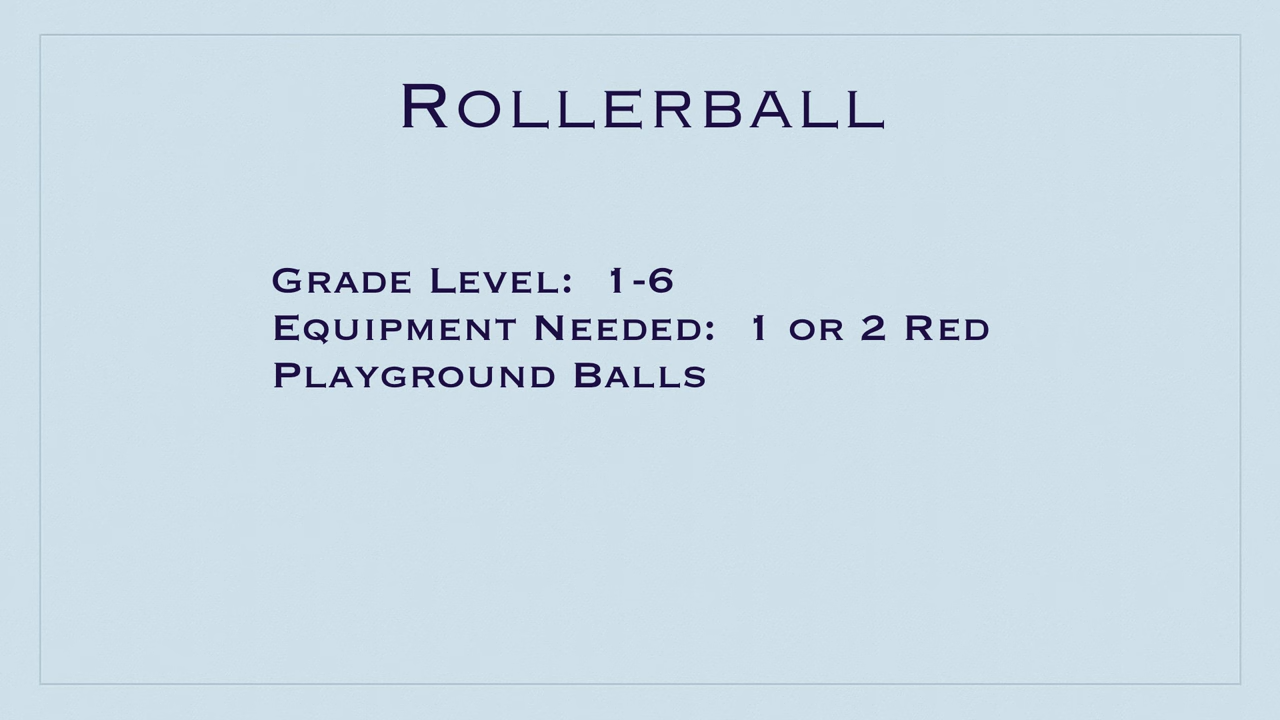 Rollerball
Grade Level: 1-6
Equipment Needed: 1 or 2 Red
Playground Balls